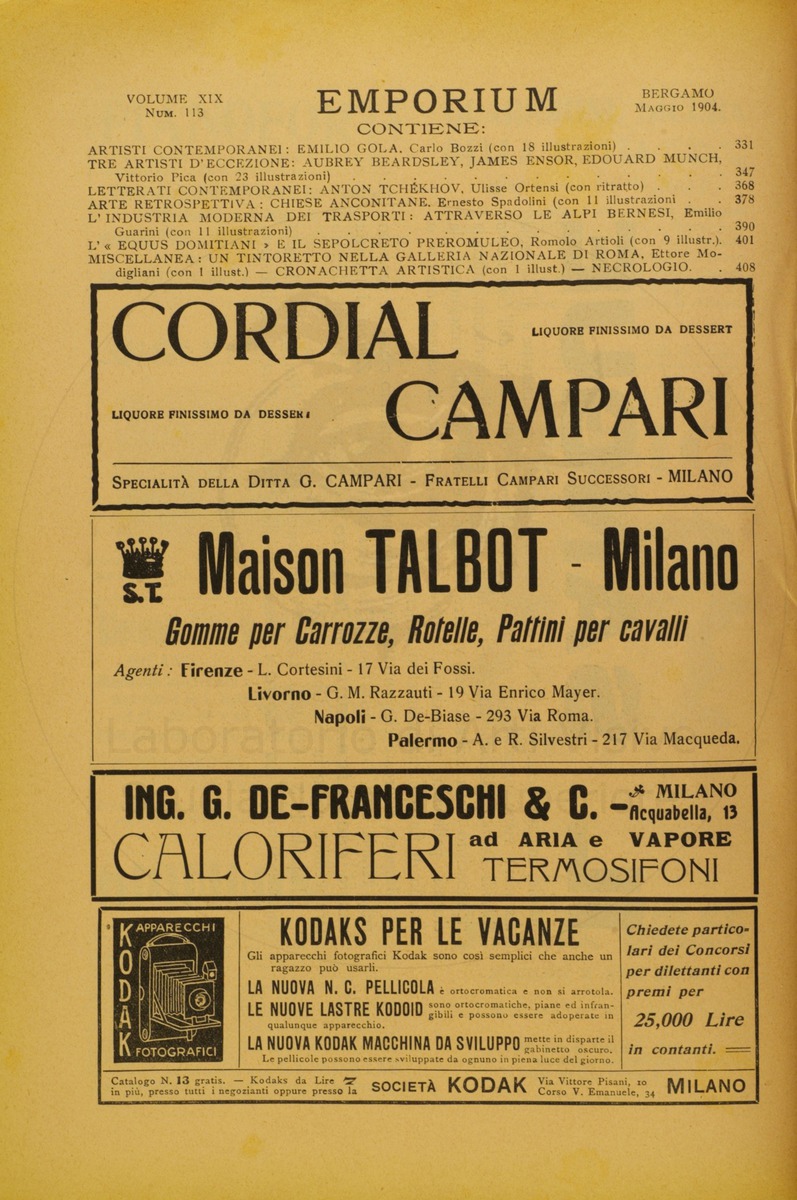 VOLUME XIX
NUM. 113
EMPORIUM
BERGAMO
MAGGIO 1904.
CONTIENE:
ARTISTI CONTEMPORANEI: EMILIO GOLA, Carlo Bozzi (con 18 illustrazioni) . . . . 331
TRE ARTISTI D'ECCEZIONE: AUBREY BEARDSLEY, JAMES ENSOR, EDOUARD MUNCH,
Vittorio Pica (con 23 illustrazioni) . . . . . . . . . . . 347
LETTERATI CONTEMPORANEI: ANTON TCHÉKHOV, Ulisse Ortensi (con ritratto) . . . 368
ARTE RETROSPETTIVA: CHIESE ANCONITANE, Ernesto Spadolini (con 11 illustrazioni . . 378
L'INDUSTRIA MODERNA DEI TRASPORTI: ATTRAVERSO LE ALPI BERNESI, Emilio
Guarini (con 11 illustrazioni) . . . . . . . . . . . 390
L' « EQUUS DOMITIANI » E IL SEPOLCRETO PREROMULEO, Romolo Artioli (con 9 illustr.). 401
MISCELLANEA: UN TINTORETTO NELLA GALLERIA NAZIONALE DI ROMA, Ettore Mo-
digliani (con 1 illust.) — CRONACHETTA ARTISTICA (con 1 illust.) — NECROLOGIO. . 408
CORDIAL
LIQUORE FINISSIMO DA DESSERT
LIQUORE FINISSIMO DA DESSERT
CAMPARI
SPECIALITÀ DELLA DITTA G. CAMPARI - FRATELLI CAMPARI SUCCESSORI - MILANO
S.T.
Maison TALBOT - Milano
Gomme per Carrozze, Rotelle, Pattini per cavalli
Agenti: Firenze - L. Cortesini - 17 Via dei Fossi.
Livorno - G. M. Razzauti - 19 Via Enrico Mayer.
Napoli - G. De-Biase - 293 Via Roma.
Palermo - A. e R. Silvestri - 217 Via Macqueda.
ING. G. DE-FRANCESCHI & C. - MILANO
Acquabella, 13
CALORIFERI ad ARIA e VAPORE
TERMOSIFONI
KODAK
APPARECCHI
FOTOGRAFICI
KODAKS PER LE VACANZE
Gli apparecchi fotografici Kodak sono così semplici che anche un
ragazzo può usarli.
LA NUOVA N. C. PELLICOLA è ortocromatica e non si arrotola.
LE NUOVE LASTRE KODOID sono ortocromatiche, piane ed infran-
gibili e possono essere adoperate in
qualunque apparecchio.
LA NUOVA KODAK MACCHINA DA SVILUPPO mette in disparte il
gabinetto oscuro.
Le pellicole possono essere sviluppate da ognuno in piena luce del giorno.
Chiedete partico-
lari dei Concorsi
per dilettanti con
premi per
25,000 Lire
in contanti.
Catalogo N. 13 gratis. — Kodaks da Lire 7
in più, presso tutti i negozianti oppure presso la
SOCIETÀ KODAK
Via Vittore Pisani, 10
Corso V. Emanuele, 34
MILANO